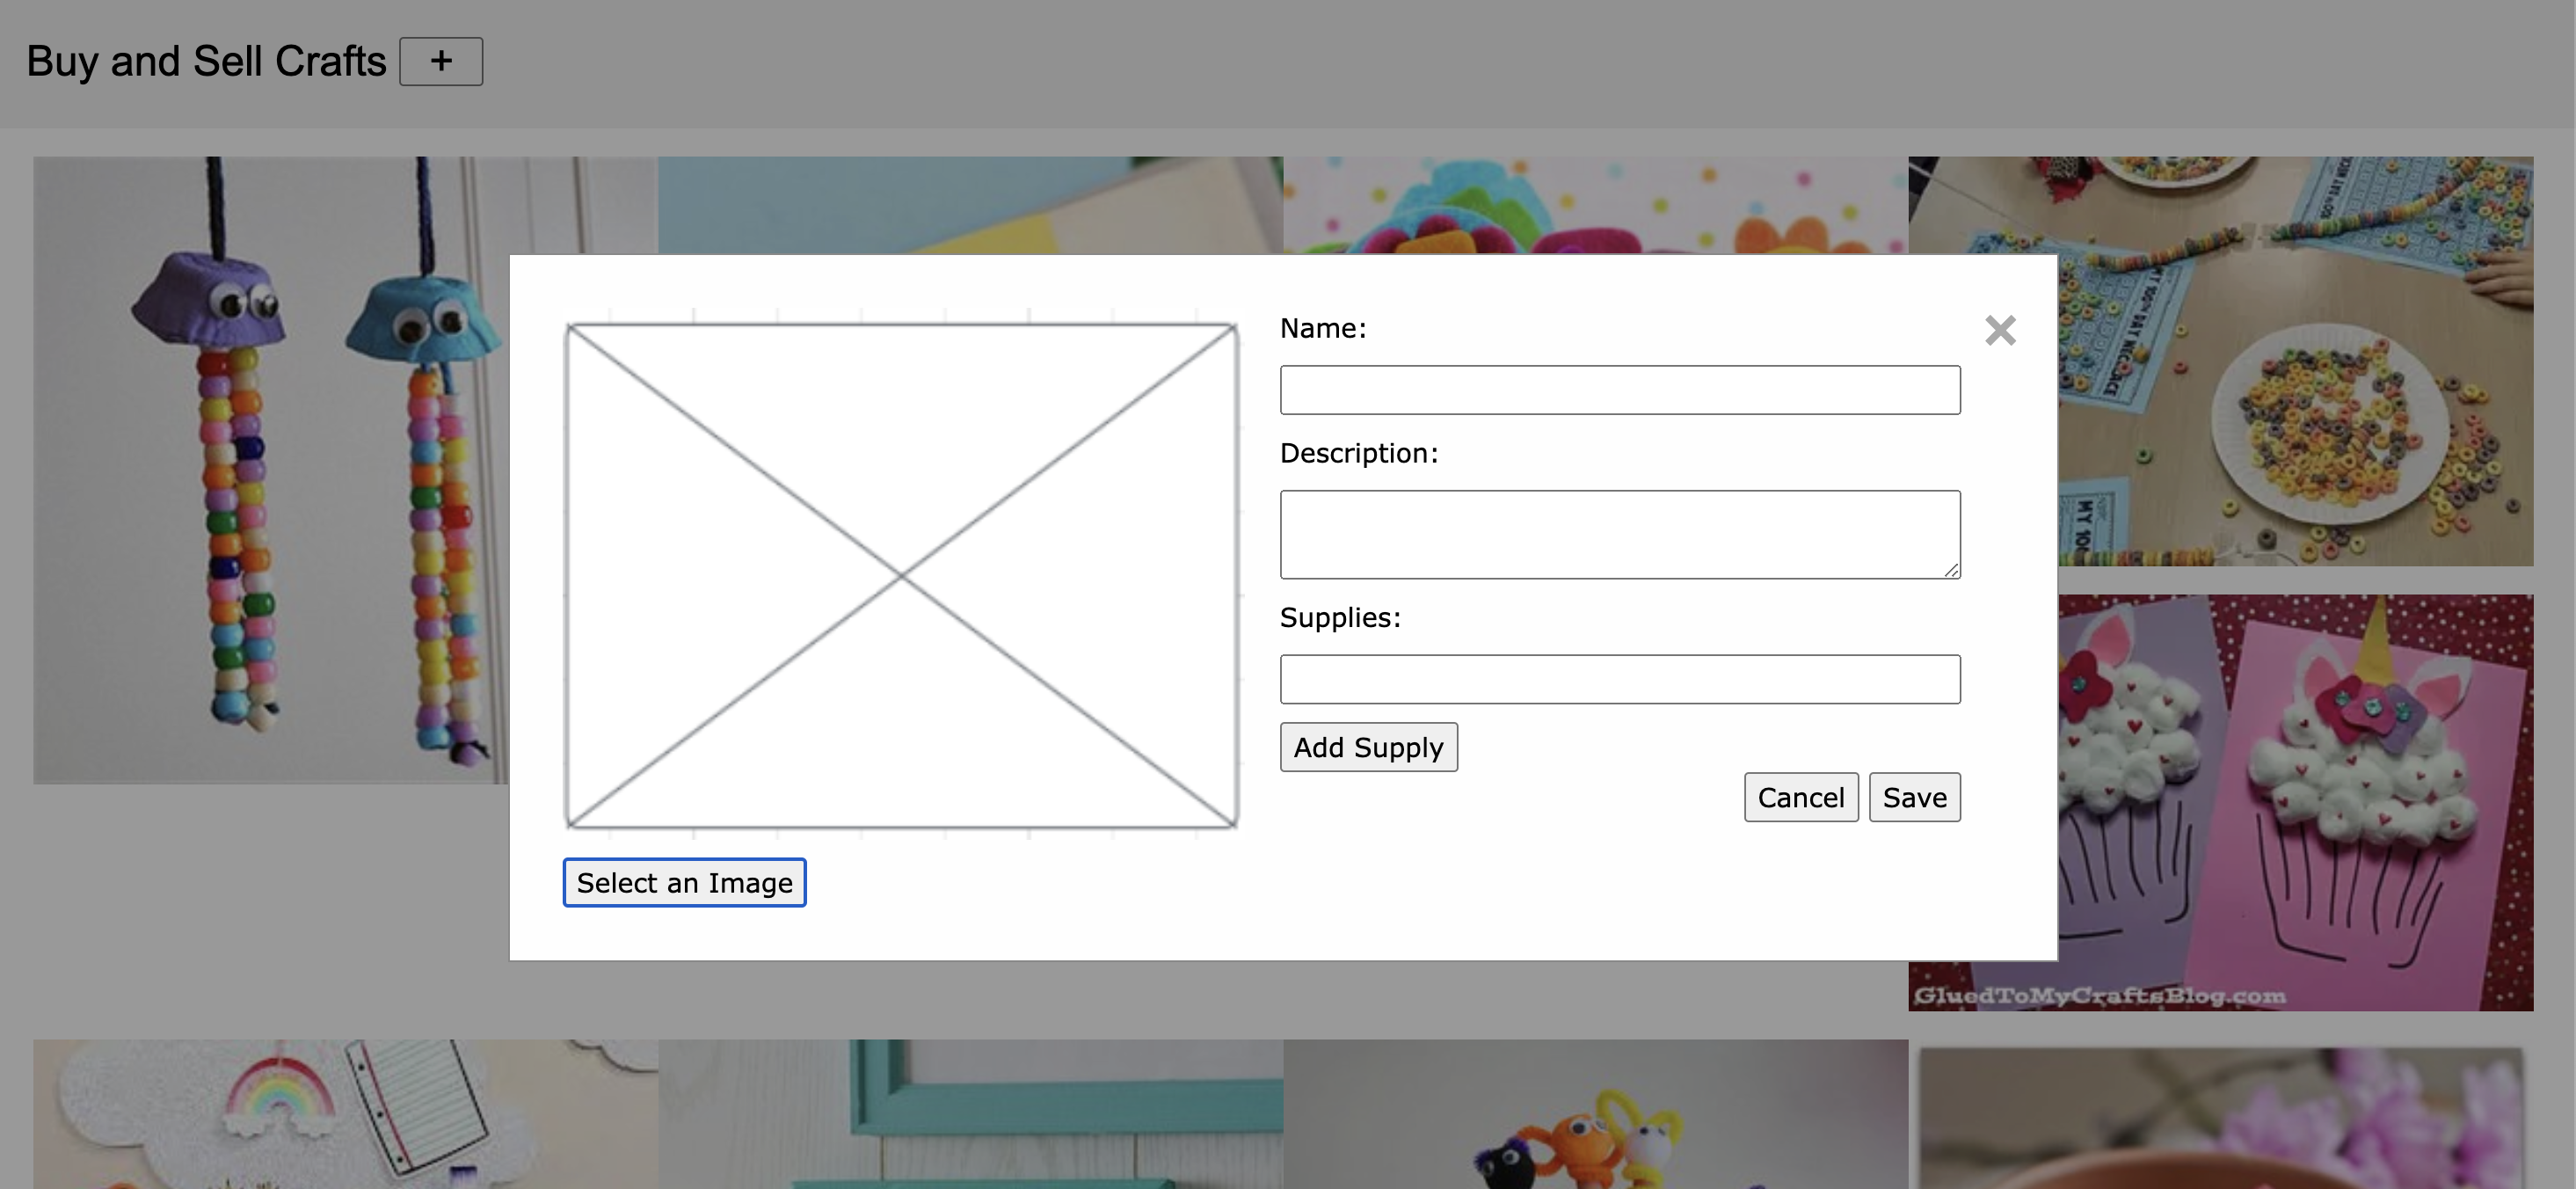 Buy and Sell Crafts +
Name:
Description:
Supplies:
Add Supply
Cancel Save
Select an Image
GluedToMyCraftsBlog.com